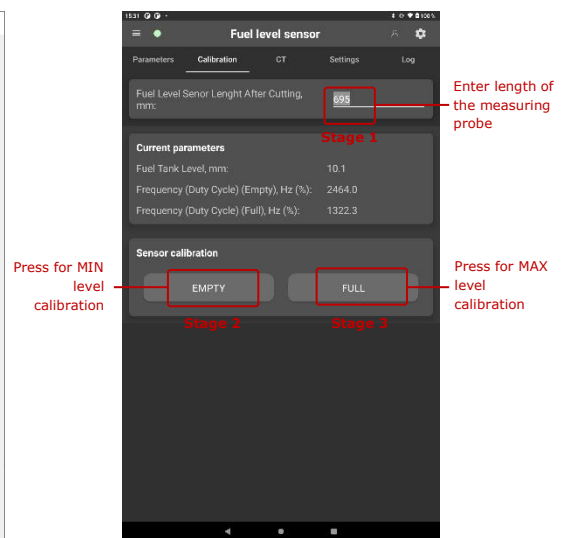 15:31
100%
Fuel level sensor
Parameters Calibration CT Settings Log
Fuel Level Senor Lenght After Cutting, mm:
695
Enter length of
the measuring
probe
Stage 1
Current parameters
Fuel Tank Level, mm: 10.1
Frequency (Duty Cycle) (Empty), Hz (%): 2464.0
Frequency (Duty Cycle) (Full), Hz (%): 1322.3
Sensor calibration
Press for MIN
level
calibration
EMPTY FULL
Press for MAX
level
calibration
Stage 2 Stage 3